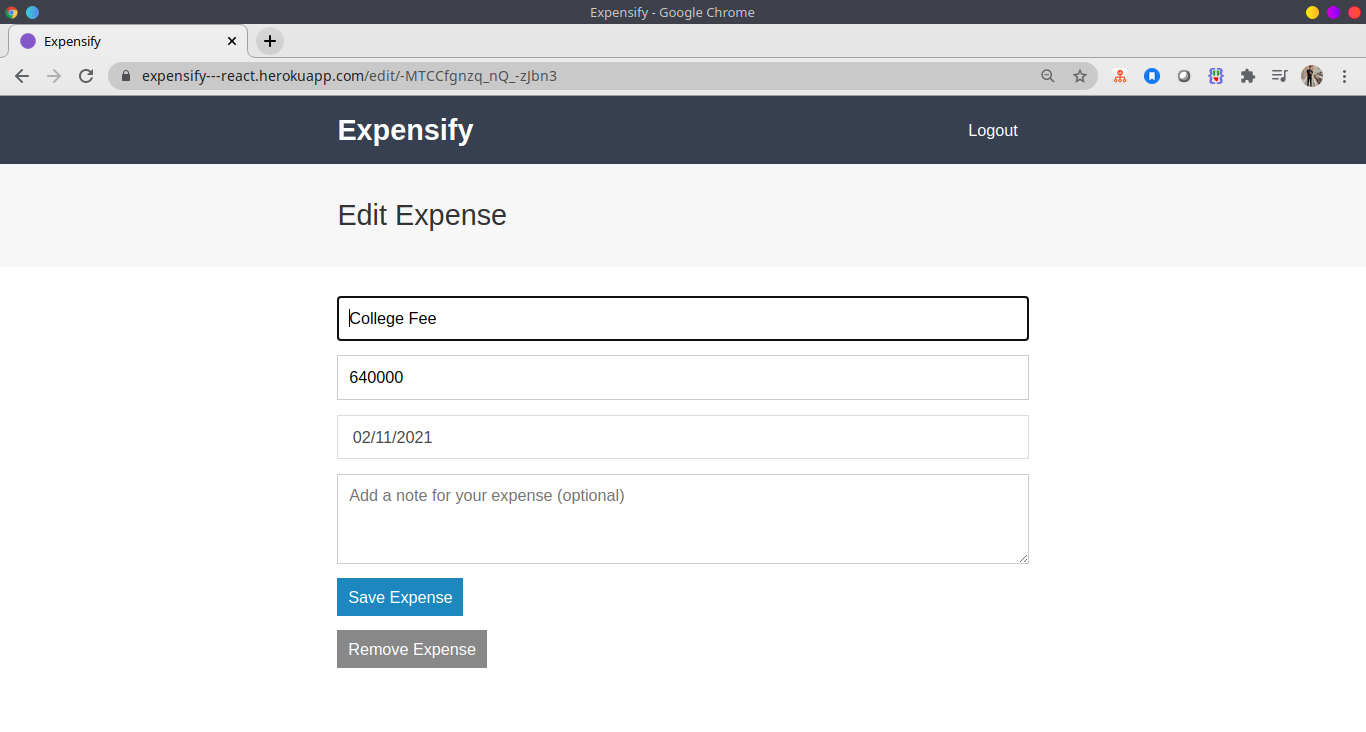 Expensify - Google Chrome
Expensify
expensify---react.herokuapp.com/edit/-MTCCfgnzq_nQ_-zJbn3
Expensify Logout
Edit Expense
College Fee
640000
02/11/2021
Add a note for your expense (optional)
Save Expense
Remove Expense